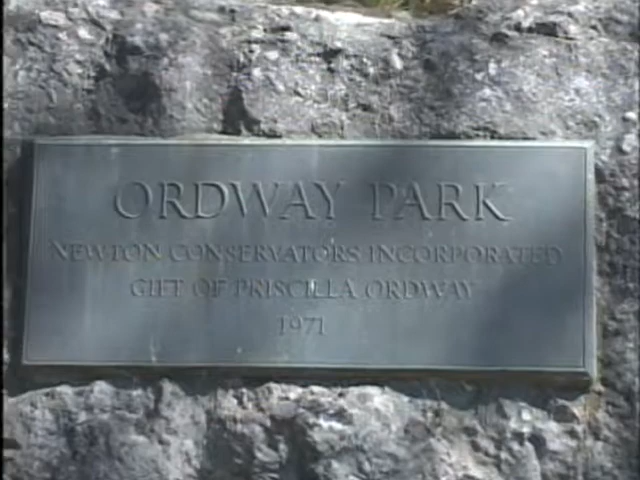 ORDWAY PARK
NEWTON CONSERVATORS INCORPORATED
GIFT OF PRISCILLA ORDWAY
1971